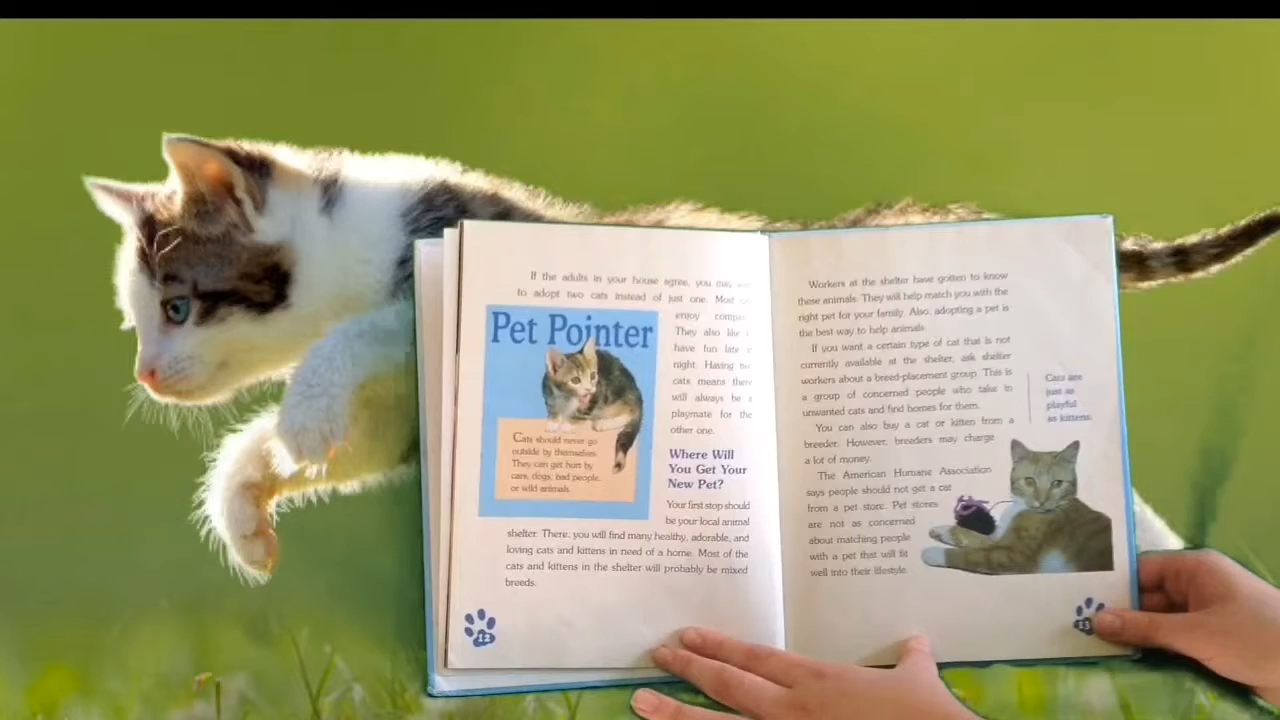 If the adults in your house agree, you may
to adopt two cats instead of just one. Most
enjoy
They also like
have fun late
night. Having
cats means there
will always be a
playmate for the
other one.
Pet Pointer
Cats should never go
outside by themselves.
They can get hurt by
cars, dogs, bad people,
or wild animals.
Where Will
You Get Your
New Pet?
Your first stop should
be your local animal
shelter. There, you will find many healthy, adorable, and
loving cats and kittens in need of a home. Most of the
cats and kittens in the shelter will probably be mixed
breeds.
12
Workers at the shelter have gotten to know
these animals. They will help match you with the
right pet for your family. Also, adopting a pet is
the best way to help animals.
If you want a certain type of cat that is not
currently available at the shelter, ask shelter
workers about a breed-placement group. This is
a group of concerned people who take in
unwanted cats and find homes for them.
You can also buy a cat or kitten from a
breeder. However, breeders may charge
a lot of money.
The American Humane Association
says people should not get a cat
from a pet store. Pet stores
are not as concerned
about matching people
with a pet that will fit
well into their lifestyle.
Cats are
just as
playful
as kittens.
13